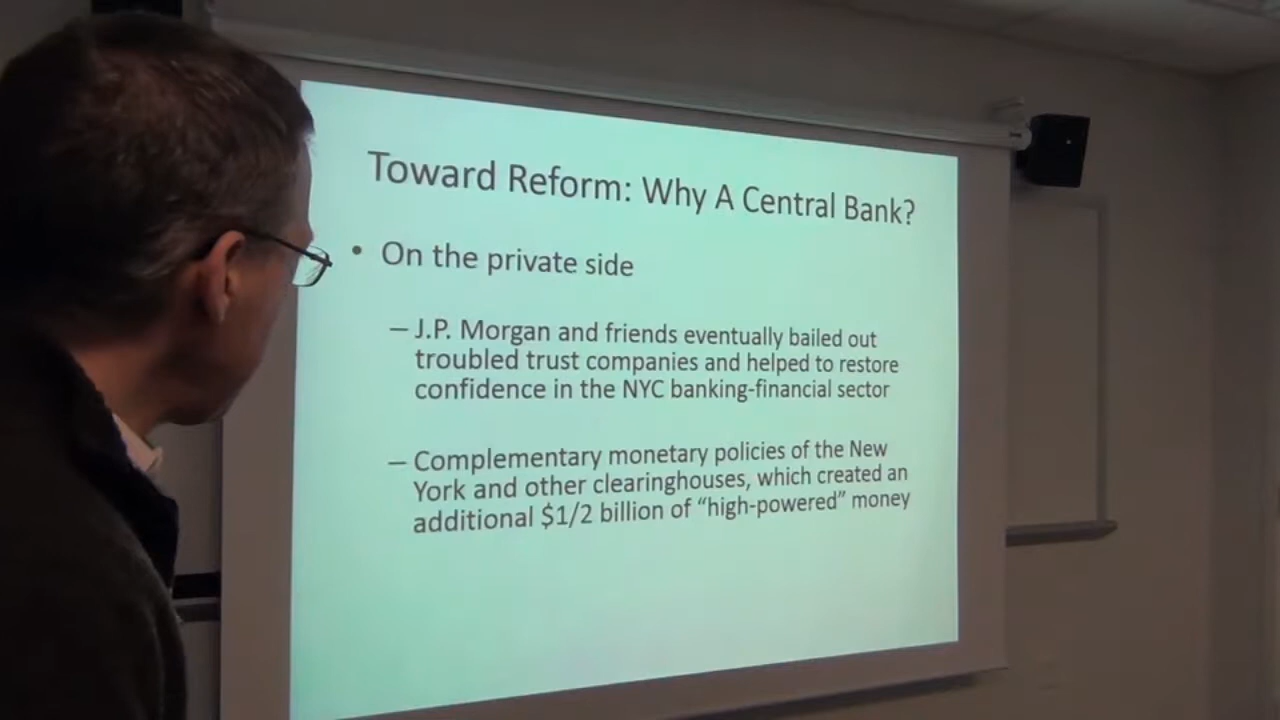 Toward Reform: Why A Central Bank?
• On the private side
– J.P. Morgan and friends eventually bailed out
troubled trust companies and helped to restore
confidence in the NYC banking-financial sector
– Complementary monetary policies of the New
York and other clearinghouses, which created an
additional $1/2 billion of “high-powered” money